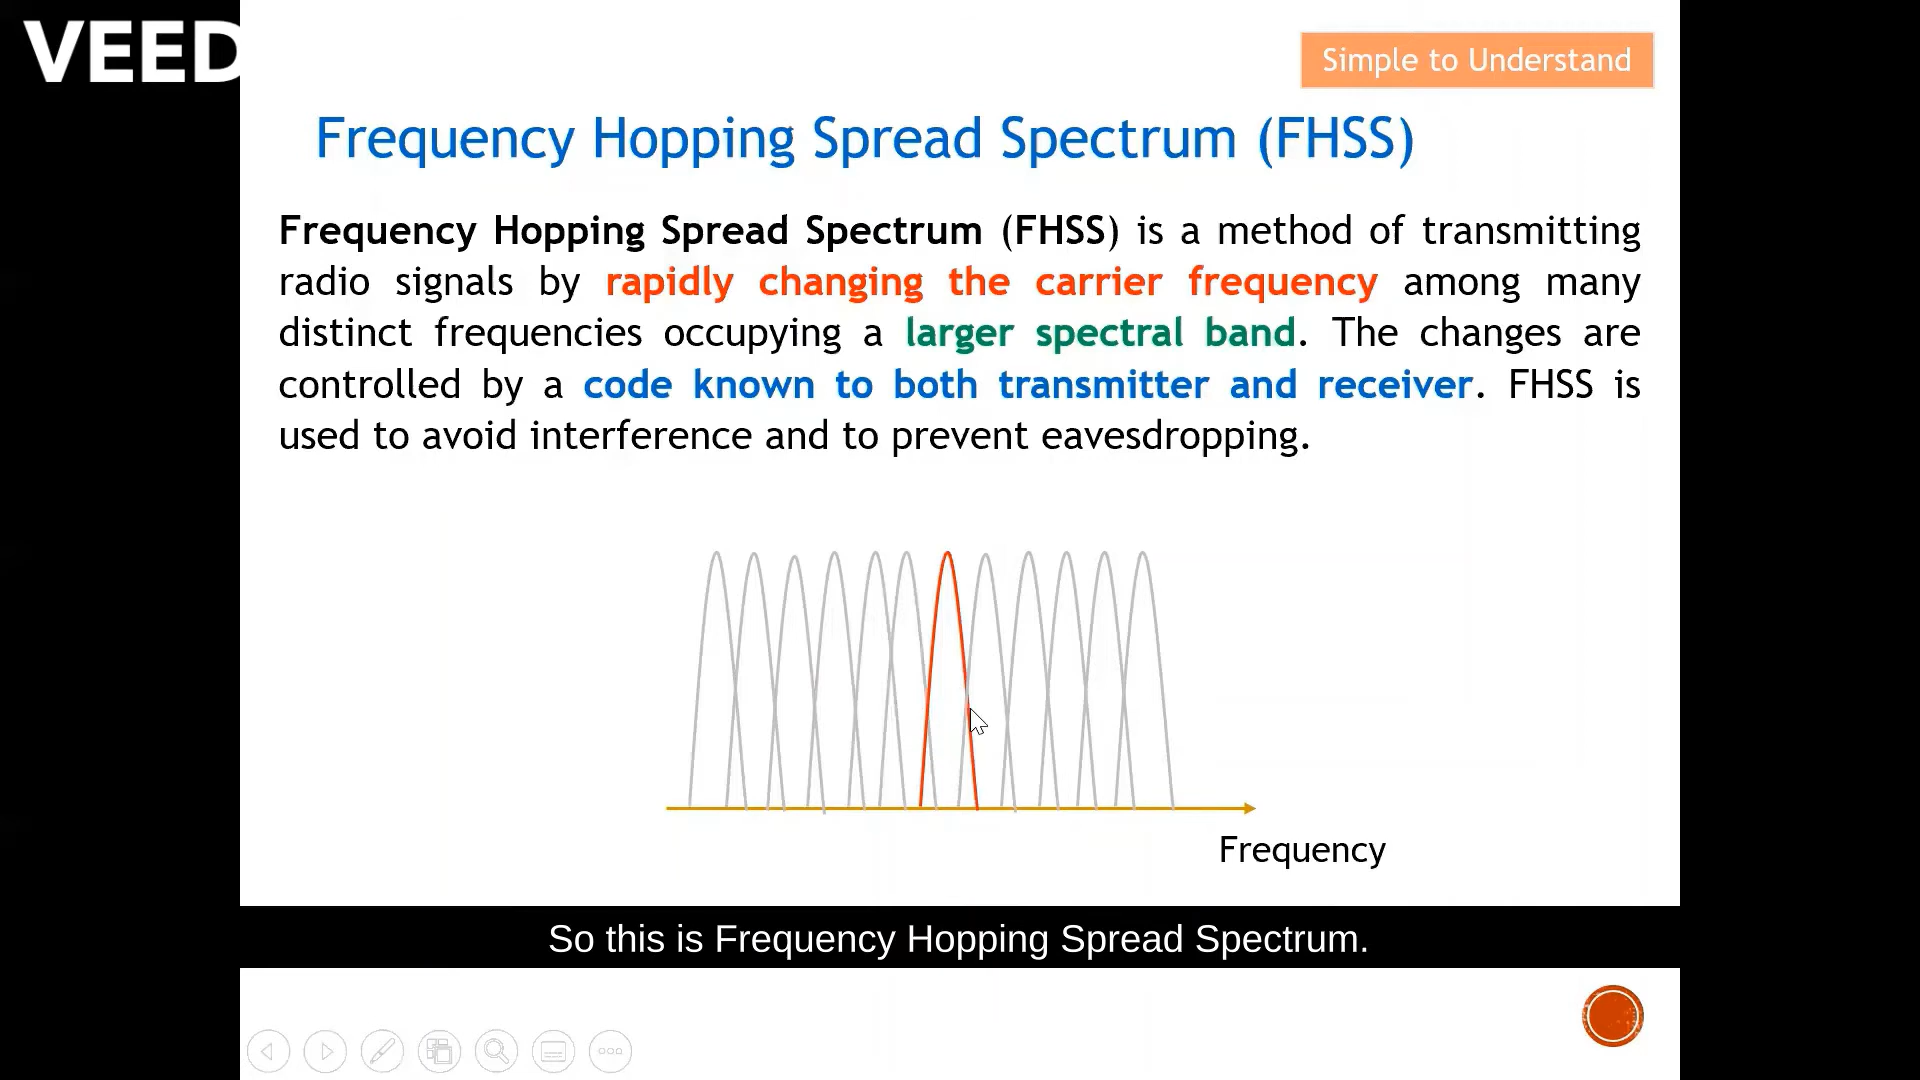 VEED
Simple to Understand
Frequency Hopping Spread Spectrum (FHSS)
Frequency Hopping Spread Spectrum (FHSS) is a method of transmitting
radio signals by rapidly changing the carrier frequency among many
distinct frequencies occupying a larger spectral band. The changes are
controlled by a code known to both transmitter and receiver. FHSS is
used to avoid interference and to prevent eavesdropping.
Frequency
So this is Frequency Hopping Spread Spectrum.